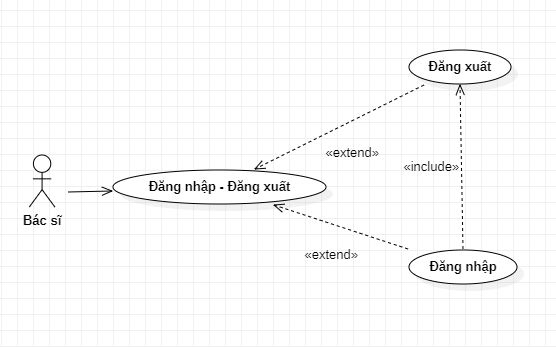 Đăng xuất
«extend»
«include»
Đăng nhập - Đăng xuất
Bác sĩ
«extend»
Đăng nhập